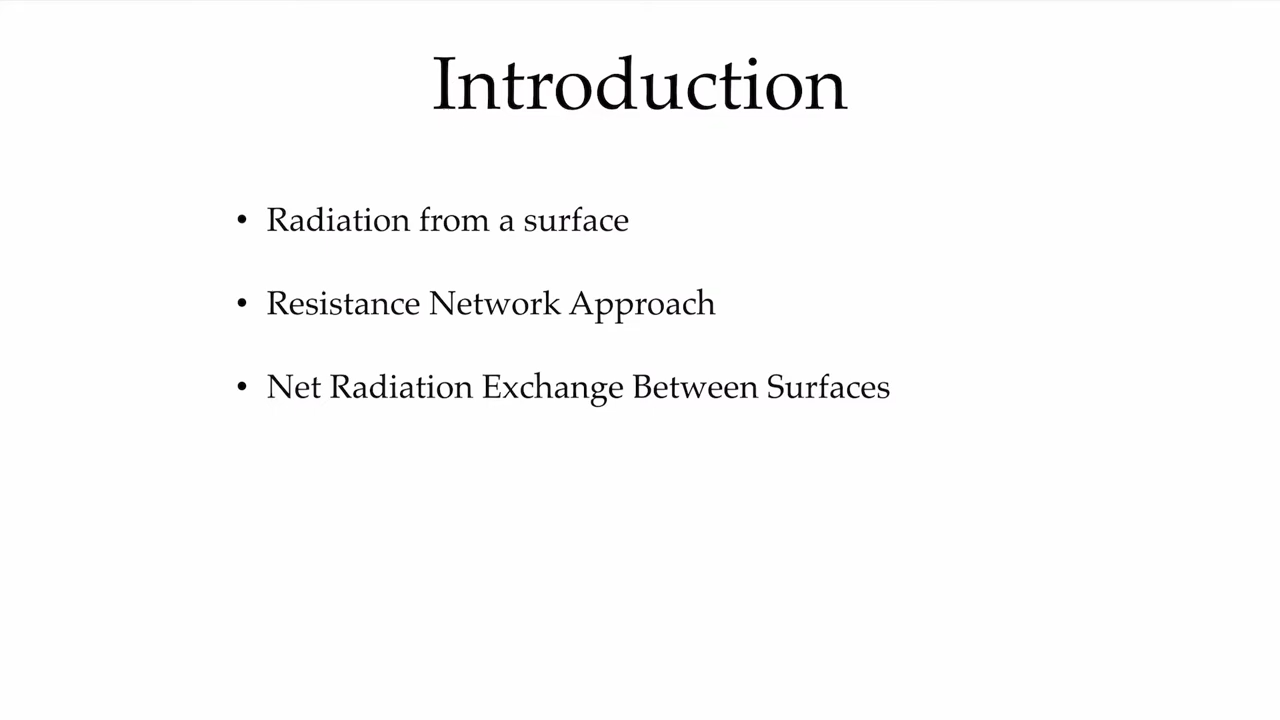 Introduction
• Radiation from a surface
• Resistance Network Approach
• Net Radiation Exchange Between Surfaces